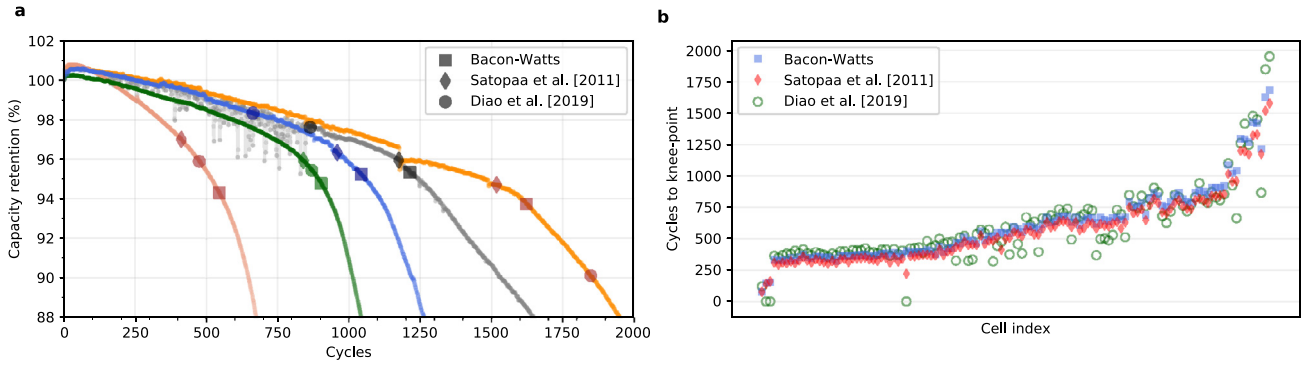 a
102
100
98
96
94
92
90
88
Capacity retention (%)
Bacon-Watts
Satopaa et al. [2011]
Diao et al. [2019]
0
250
500
750
1000
1250
1500
1750
2000
Cycles
b
2000
1750
1500
1250
1000
750
500
250
0
Cycles to knee-point
Bacon-Watts
Satopaa et al. [2011]
Diao et al. [2019]
Cell index